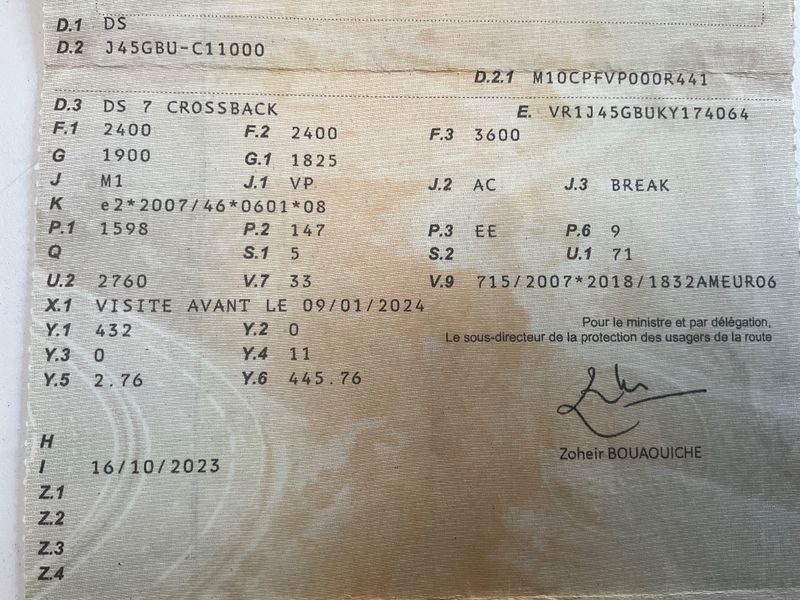 D.1 DS
D.2 J45GBU-C11000
D.2.1 M10CPFVP000R441
D.3 DS 7 CROSSBACK E. VR1J45GBUKY174064
F.1 2400 F.2 2400 F.3 3600
G 1900 G.1 1825
J M1 J.1 VP J.2 AC J.3 BREAK
K e2*2007/46*0601*08
P.1 1598 P.2 147 P.3 EE P.6 9
Q S.1 5 S.2 U.1 71
U.2 2760 V.7 33 V.9 715/2007*2018/1832AMEURO6
X.1 VISITE AVANT LE 09/01/2024
Y.1 432 Y.2 0
Y.3 0 Y.4 11
Y.5 2.76 Y.6 445.76
Pour le ministre et par délégation,
Le sous-directeur de la protection des usagers de la route
Zoheir BOUAOUICHE
H
I 16/10/2023
Z.1
Z.2
Z.3
Z.4